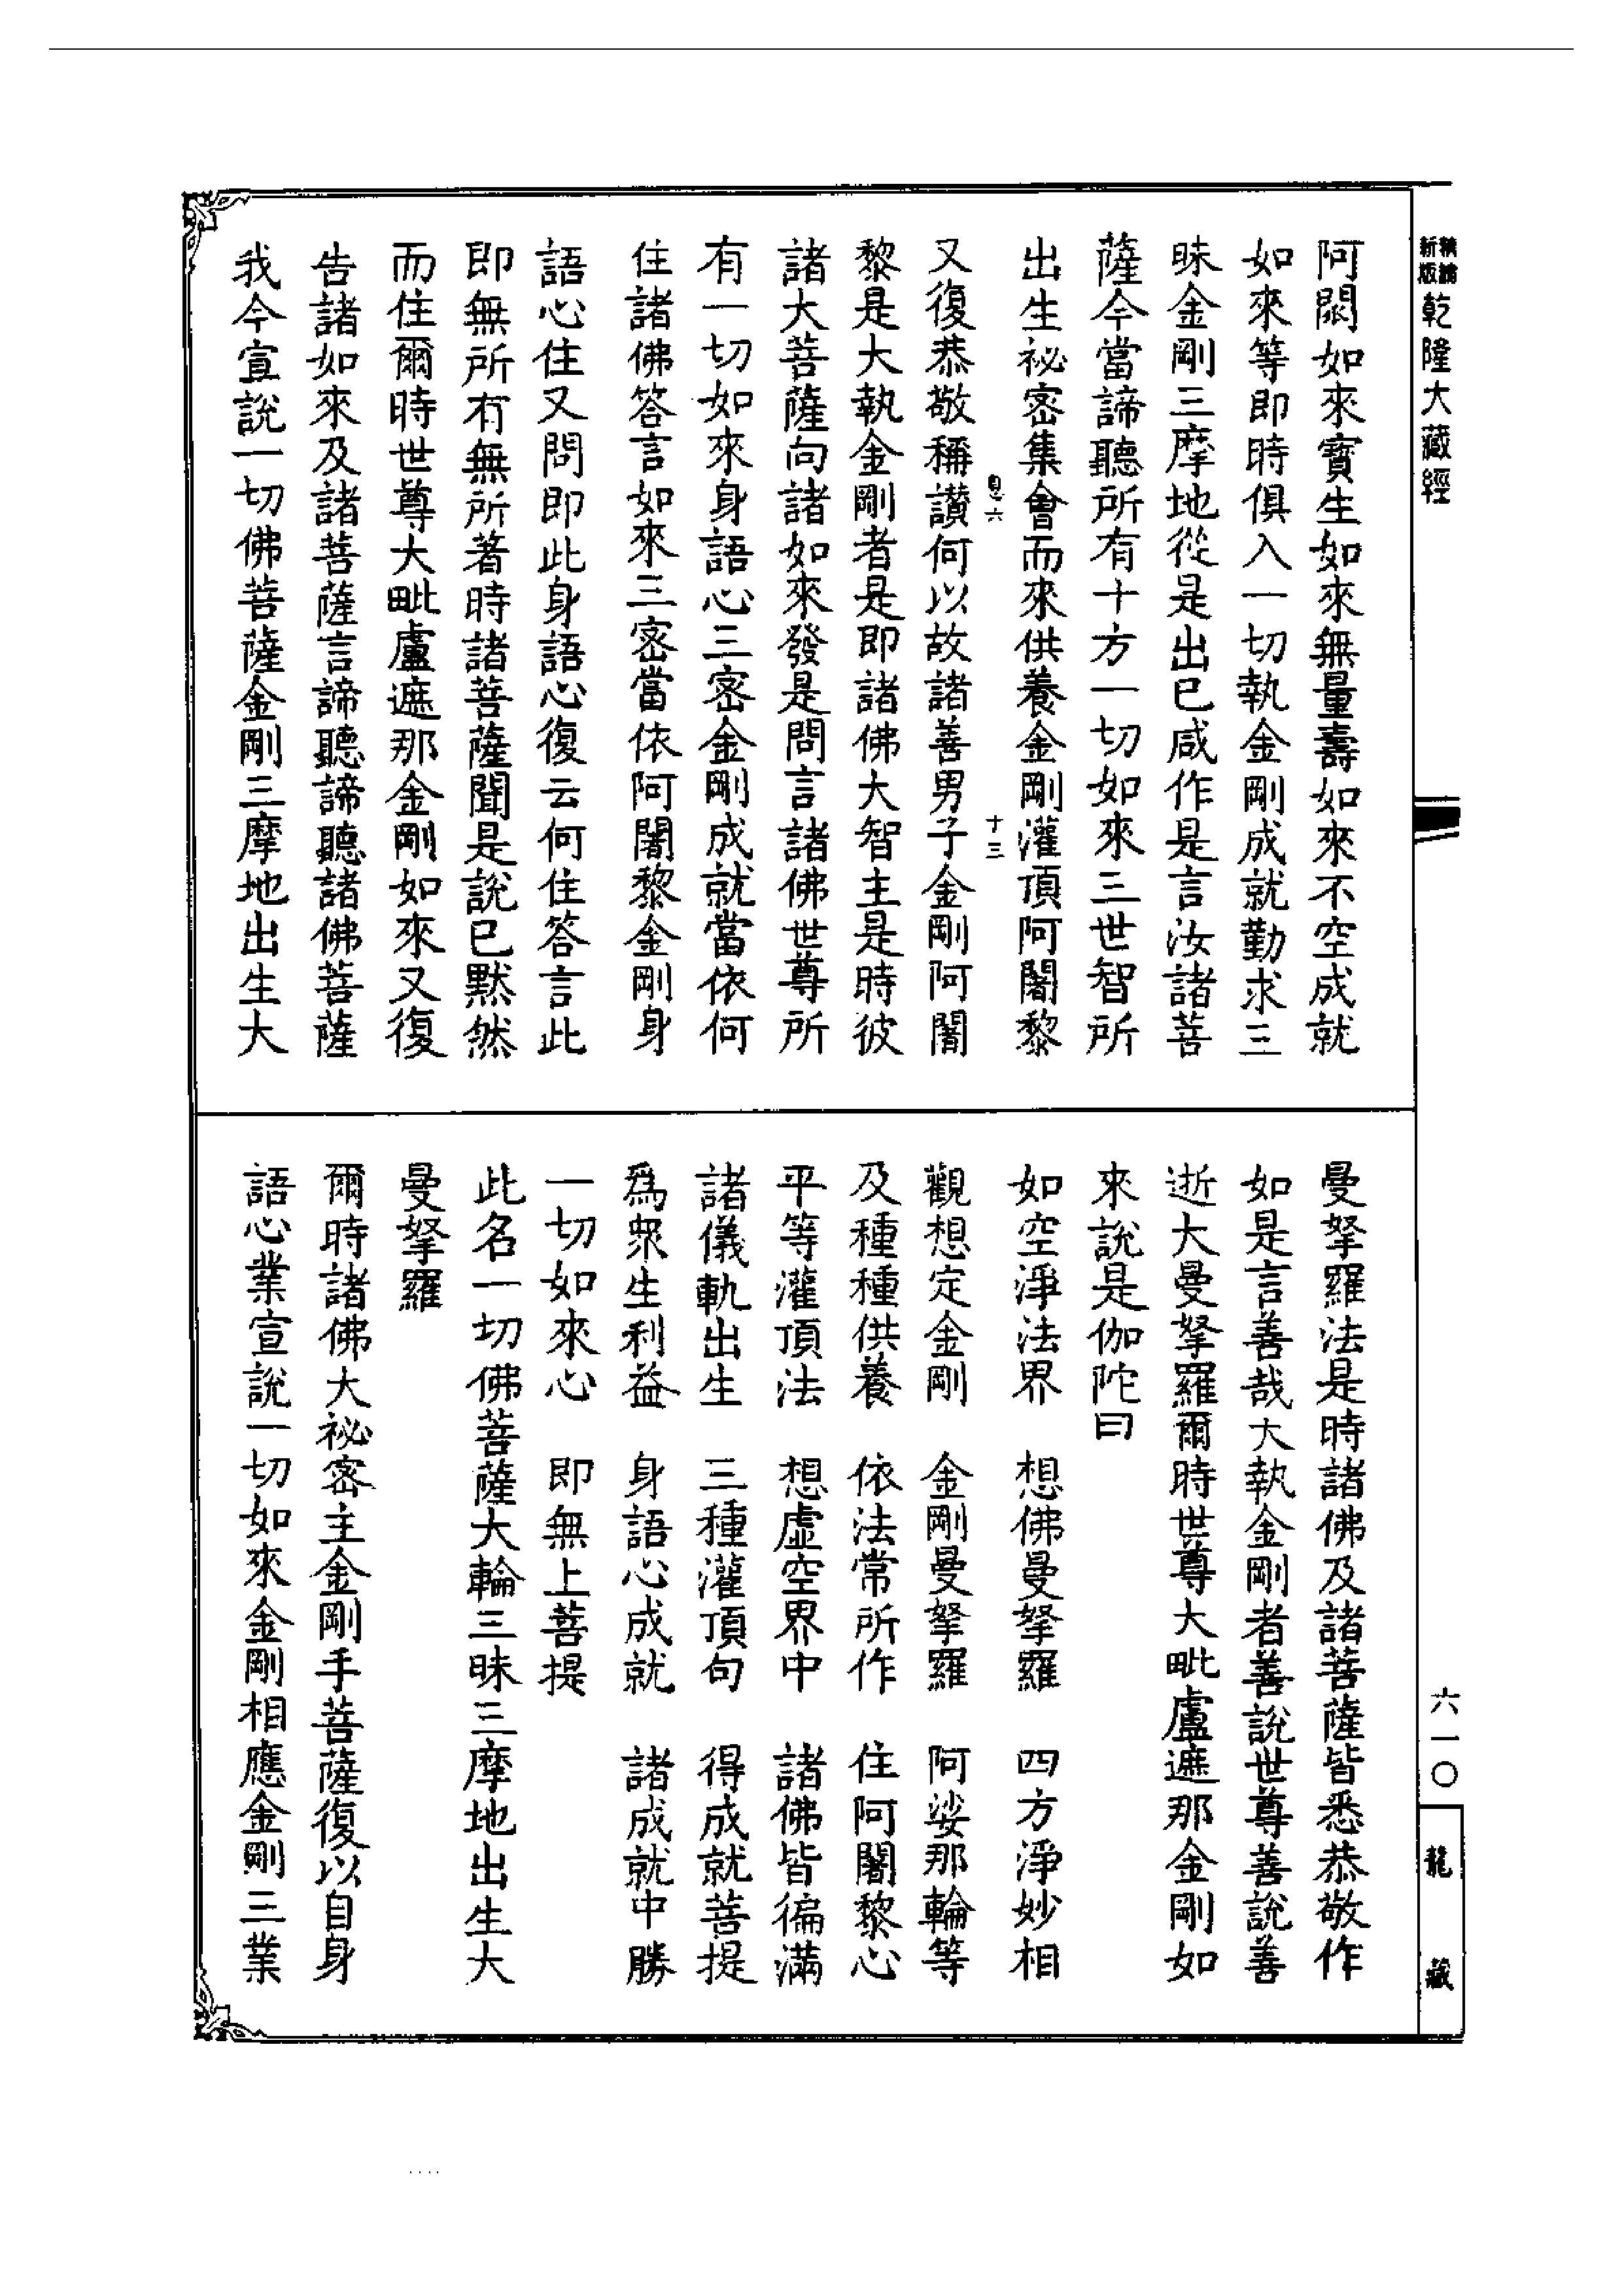 新版
乾隆大藏經
阿閦如來寶生如來無量壽如來不空成就
如來等即時俱入一切執金剛成就勤求三
昧金剛三摩地從是出已咸作是言汝諸菩
薩今當諦聽所有十方一切如來三世智所
出生祕密集會而來供養金剛灌頂阿闍黎
六 十三
又復恭敬稱讚何以故諸善男子金剛阿闍
黎是大執金剛者是即諸佛大智主是時彼
諸大菩薩向諸如來發是問言諸佛世尊所
有一切如來身語心三密金剛成就當依何
住諸佛答言如來三密當依阿闍黎金剛身
語心住又問即此身語心復云何住答言此
即無所有無所著時諸菩薩聞是說已默然
而住爾時世尊大毗盧遮那金剛如來又復
告諸如來及諸菩薩言諦聽諦聽諸佛菩薩
我今宣說一切佛菩薩金剛三摩地出生大
曼拏羅法是時諸佛及諸菩薩皆悉恭敬作
如是言善哉大執金剛者善說世尊善說善
逝大曼拏羅爾時世尊大毗盧遮那金剛如
來說是伽陀曰
如空淨法界 想佛曼拏羅 四方淨妙相
觀想定金剛 金剛曼拏羅 阿娑那輪等
及種種供養 依法常所作 住阿闍黎心
平等灌頂法 想虛空界中 諸佛皆徧滿
諸儀軌出生 三種灌頂句 得成就菩提
爲衆生利益 身語心成就 諸成就中勝
一切如來心 即無上菩提
此名一切佛菩薩大輪三昧三摩地出生大
曼拏羅
爾時諸佛大祕密主金剛手菩薩復以自身
語心業宣說一切如來金剛相應金剛三業
六一〇
龍藏